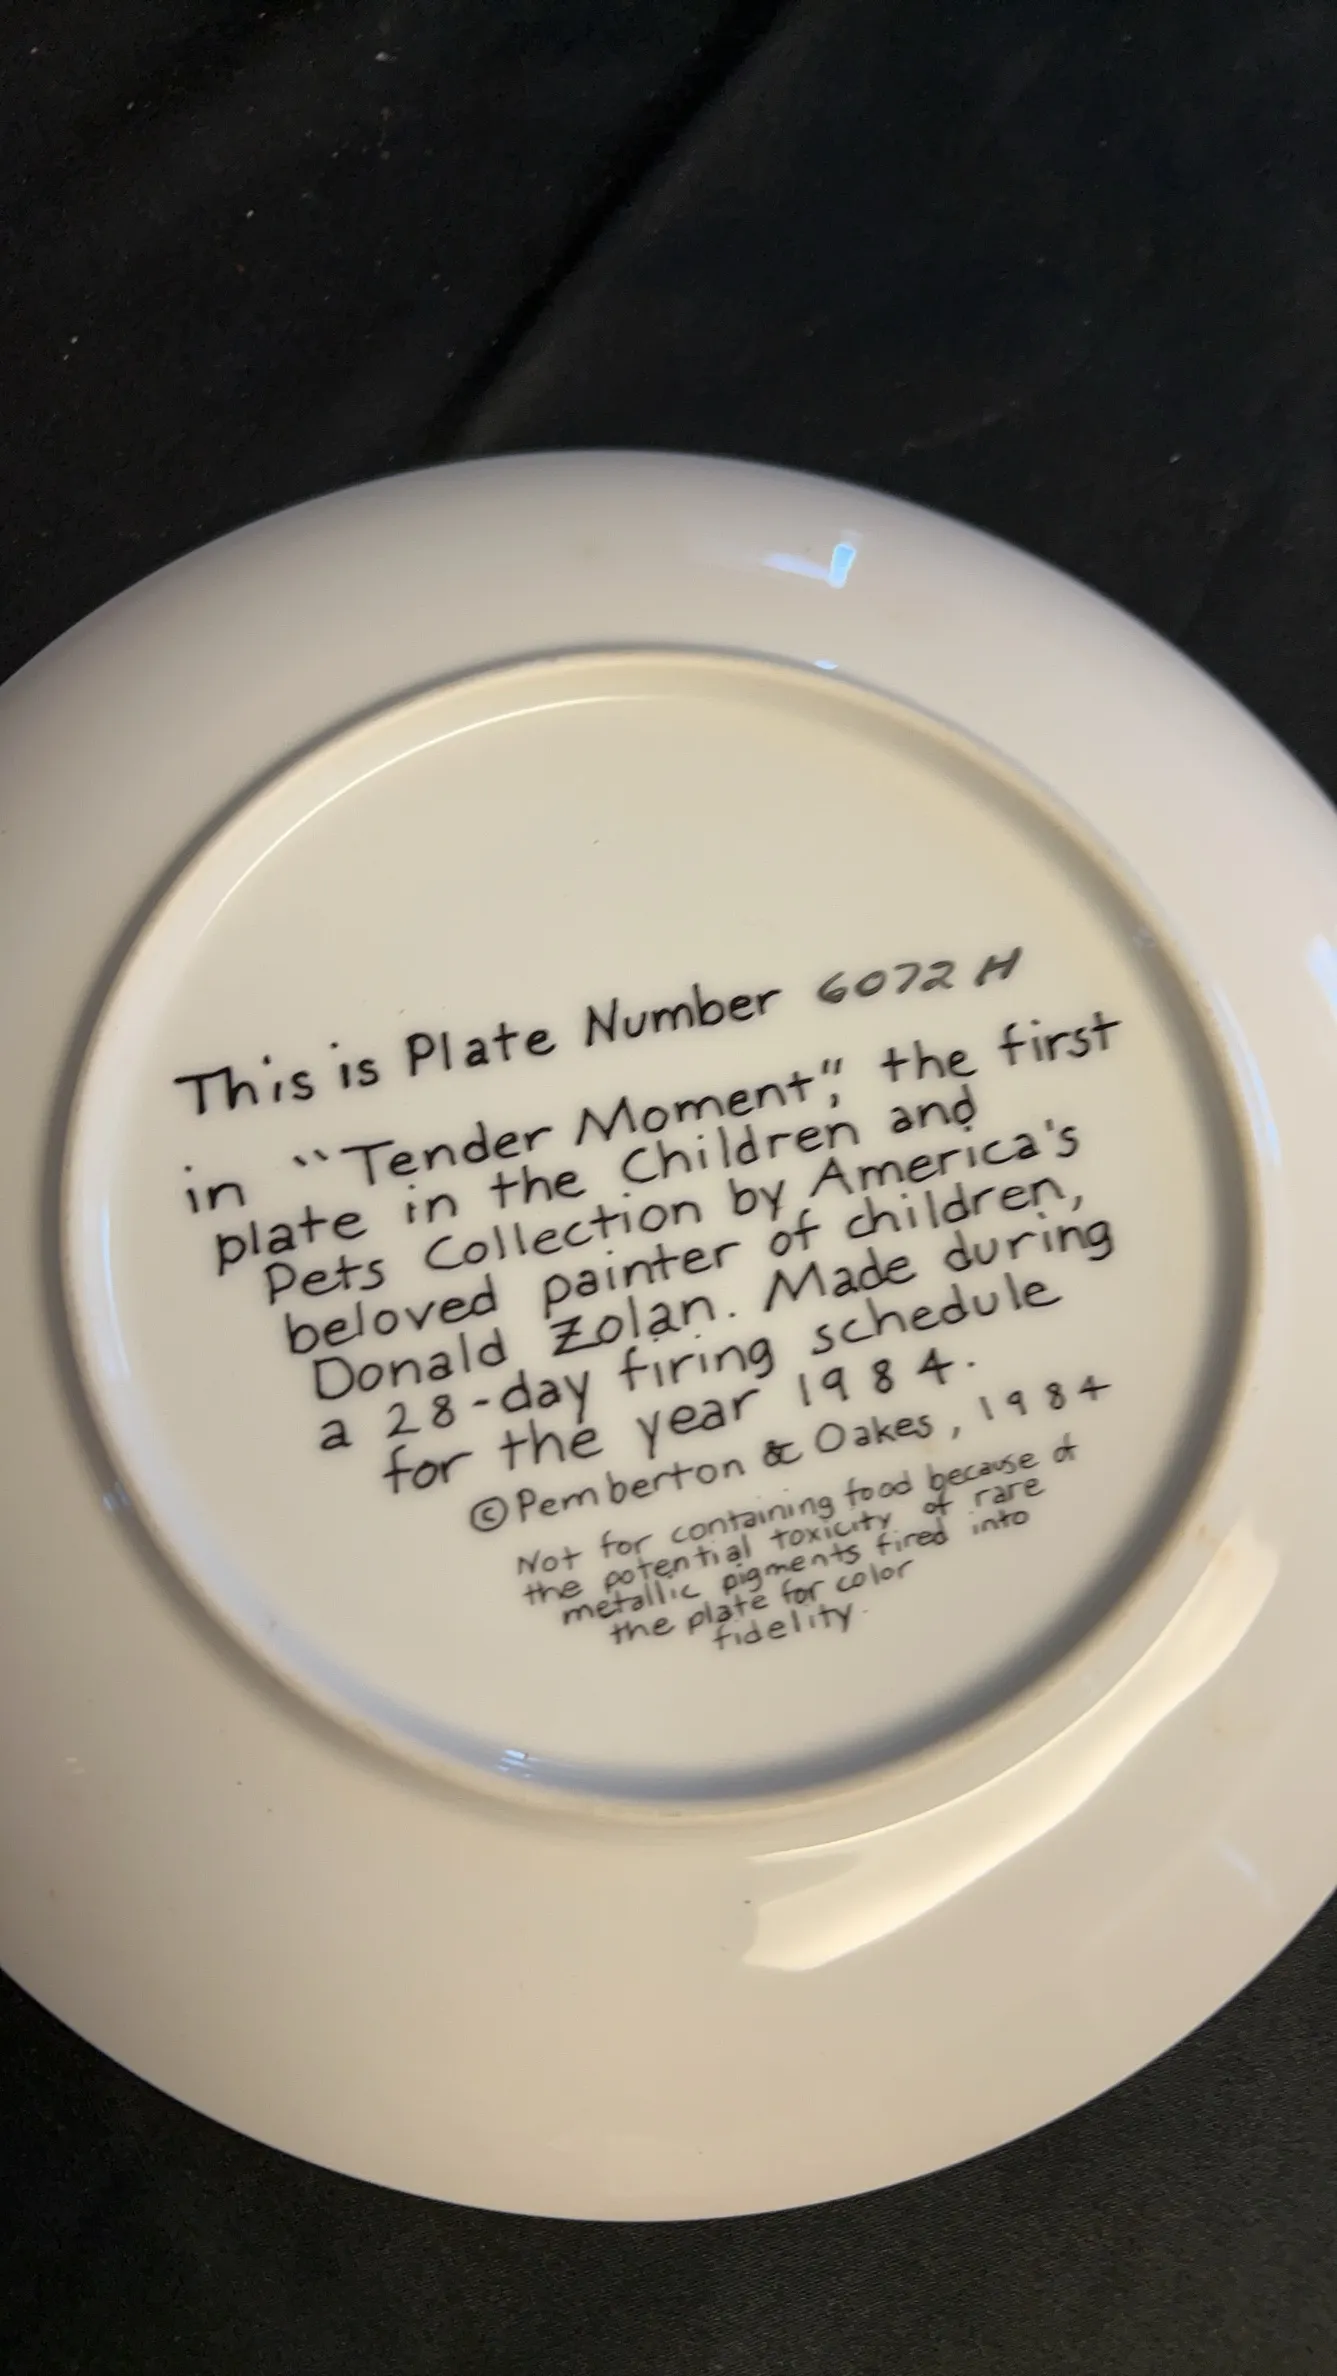 This is Plate Number 6072 H
in "Tender Moment", the first
plate in the Children and
Pets Collection by America's
beloved painter of children,
Donald Zolan. Made during
a 28-day firing schedule
for the year 1984.
©Pemberton & Oakes, 1984
Not for containing food because of
the potential toxicity of rare
metallic pigments fired into
the plate for color
fidelity.